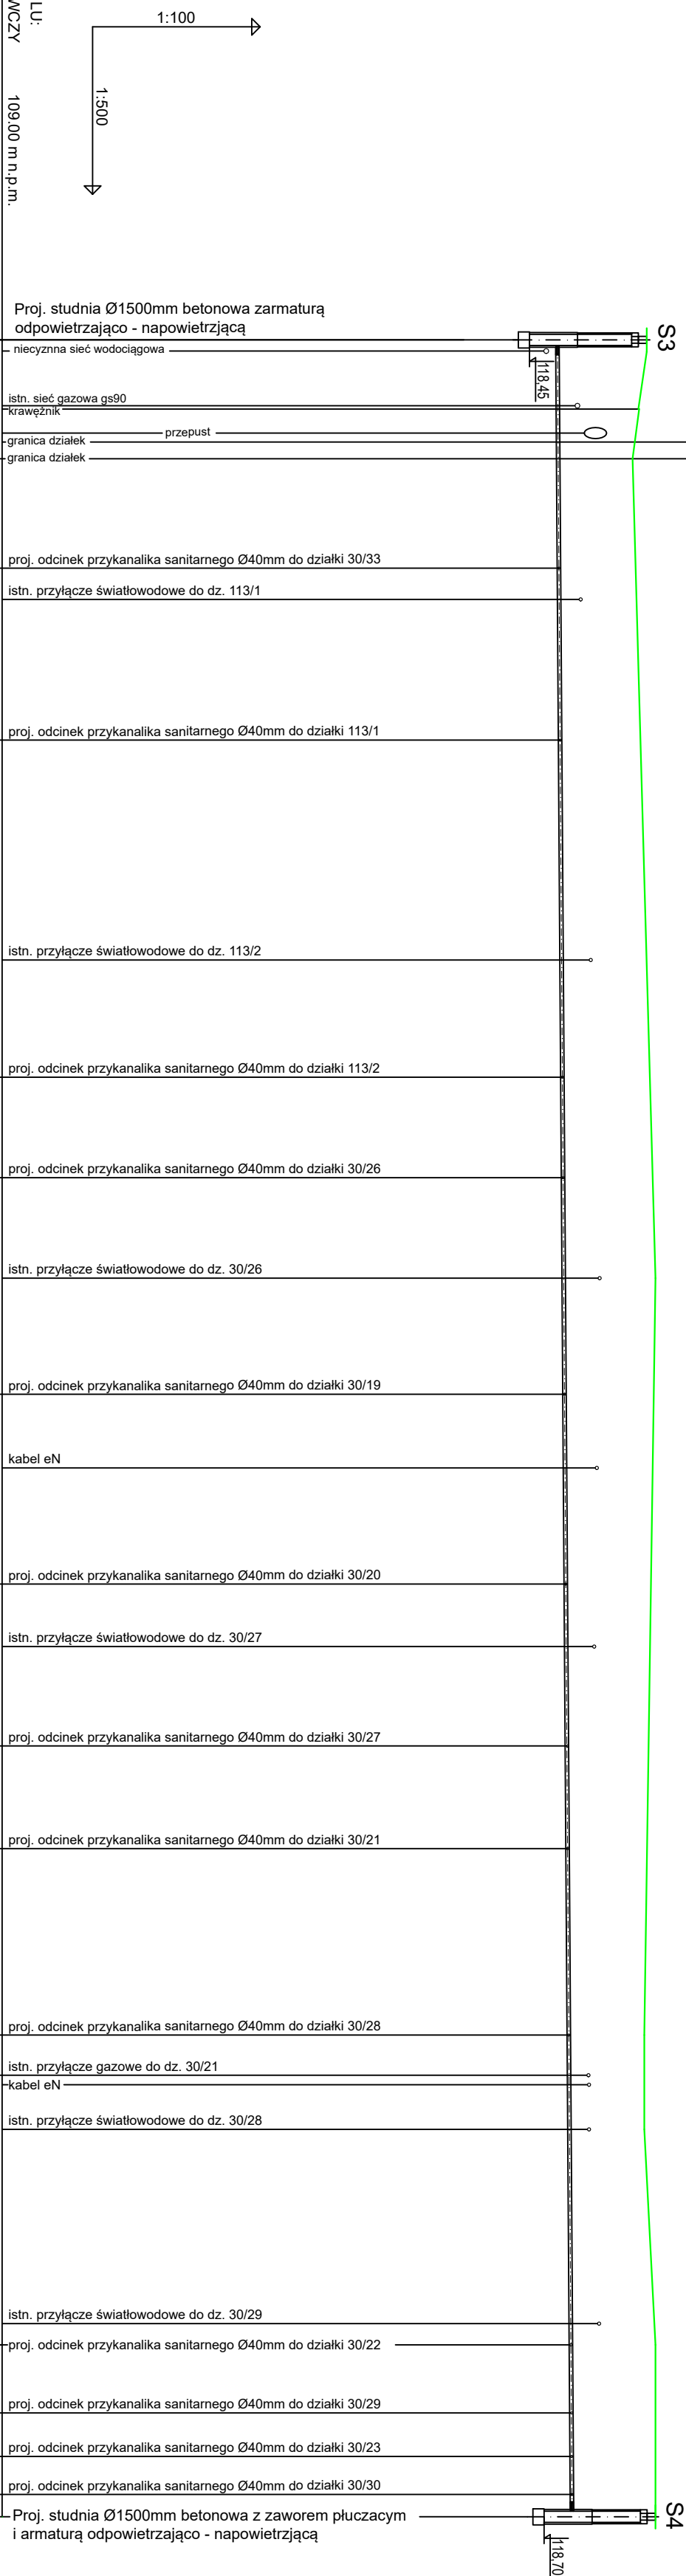 1:100
1:500
LU:
WCZY 109.00 m n.p.m.
Proj. studnia Ø1500mm betonowa zarmaturą
odpowietrzająco - napowietrzjącą
S3
niecyznna sieć wodociągowa
118,45
istn. sieć gazowa gs90
krawężnik
przepust
granica działek
granica działek
proj. odcinek przykanalika sanitarnego Ø40mm do działki 30/33
istn. przyłącze światłowodowe do dz. 113/1
proj. odcinek przykanalika sanitarnego Ø40mm do działki 113/1
istn. przyłącze światłowodowe do dz. 113/2
proj. odcinek przykanalika sanitarnego Ø40mm do działki 113/2
proj. odcinek przykanalika sanitarnego Ø40mm do działki 30/26
istn. przyłącze światłowodowe do dz. 30/26
proj. odcinek przykanalika sanitarnego Ø40mm do działki 30/19
kabel eN
proj. odcinek przykanalika sanitarnego Ø40mm do działki 30/20
istn. przyłącze światłowodowe do dz. 30/27
proj. odcinek przykanalika sanitarnego Ø40mm do działki 30/27
proj. odcinek przykanalika sanitarnego Ø40mm do działki 30/21
proj. odcinek przykanalika sanitarnego Ø40mm do działki 30/28
istn. przyłącze gazowe do dz. 30/21
kabel eN
istn. przyłącze światłowodowe do dz. 30/28
istn. przyłącze światłowodowe do dz. 30/29
proj. odcinek przykanalika sanitarnego Ø40mm do działki 30/22
proj. odcinek przykanalika sanitarnego Ø40mm do działki 30/29
proj. odcinek przykanalika sanitarnego Ø40mm do działki 30/23
proj. odcinek przykanalika sanitarnego Ø40mm do działki 30/30
S4
Proj. studnia Ø1500mm betonowa z zaworem płuczacym
i armaturą odpowietrzająco - napowietrzjącą
118,70